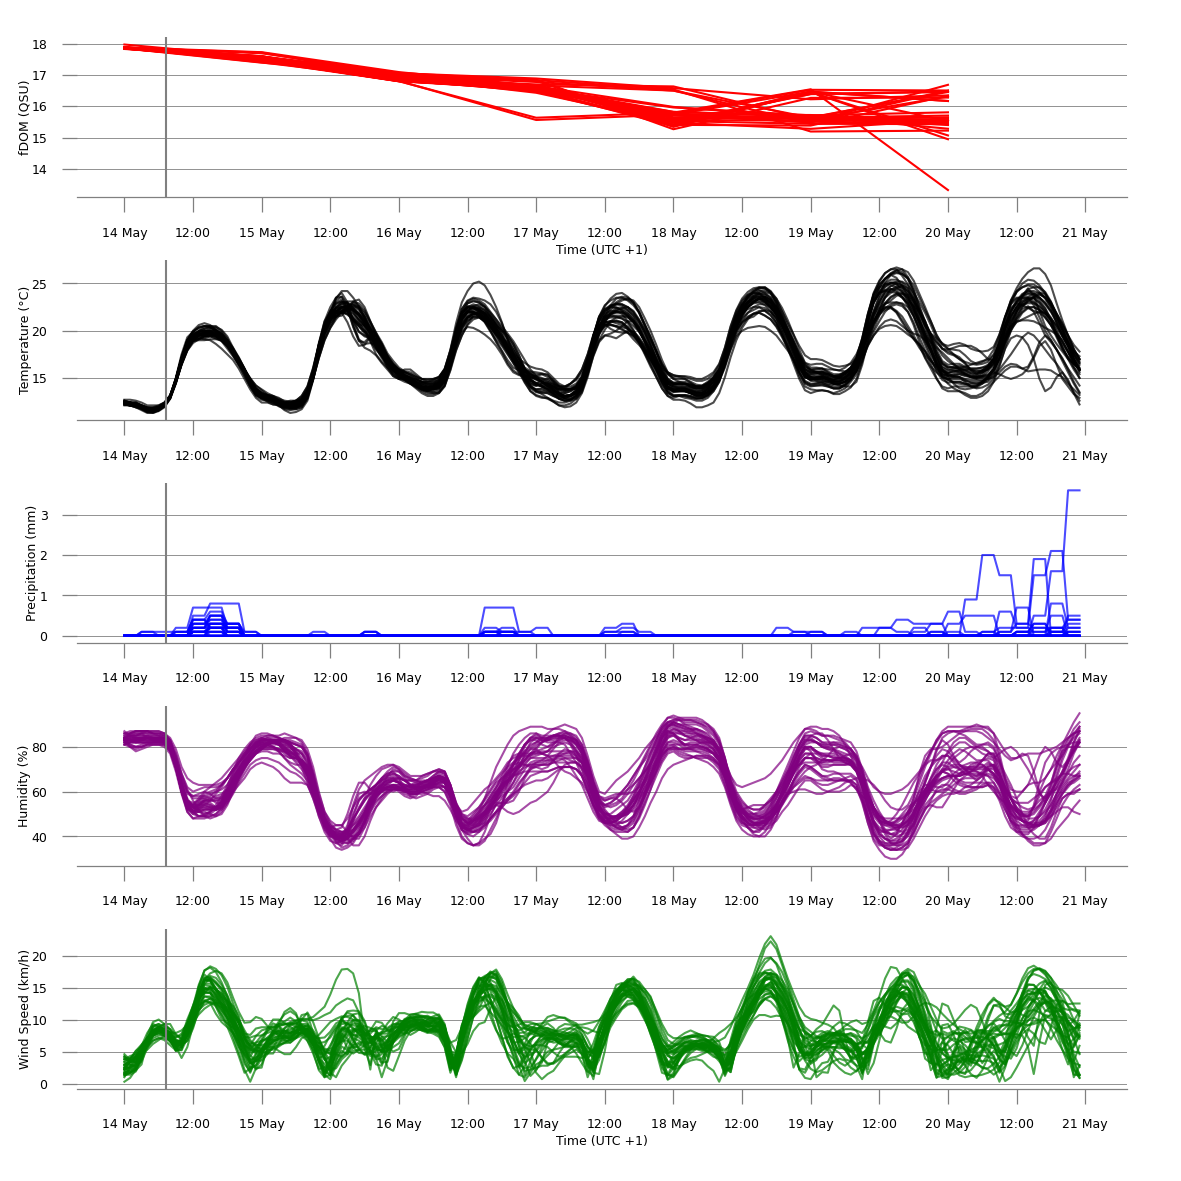 18
17
16
15
14
fDOM (QSU)
14 May 12:00 15 May 12:00 16 May 12:00 17 May 12:00 18 May 12:00 19 May 12:00 20 May 12:00 21 May
Time (UTC +1)
25
20
15
Temperature (°C)
14 May 12:00 15 May 12:00 16 May 12:00 17 May 12:00 18 May 12:00 19 May 12:00 20 May 12:00 21 May
3
2
1
0
Precipitation (mm)
14 May 12:00 15 May 12:00 16 May 12:00 17 May 12:00 18 May 12:00 19 May 12:00 20 May 12:00 21 May
80
60
40
Humidity (%)
14 May 12:00 15 May 12:00 16 May 12:00 17 May 12:00 18 May 12:00 19 May 12:00 20 May 12:00 21 May
20
15
10
5
0
Wind Speed (km/h)
14 May 12:00 15 May 12:00 16 May 12:00 17 May 12:00 18 May 12:00 19 May 12:00 20 May 12:00 21 May
Time (UTC +1)